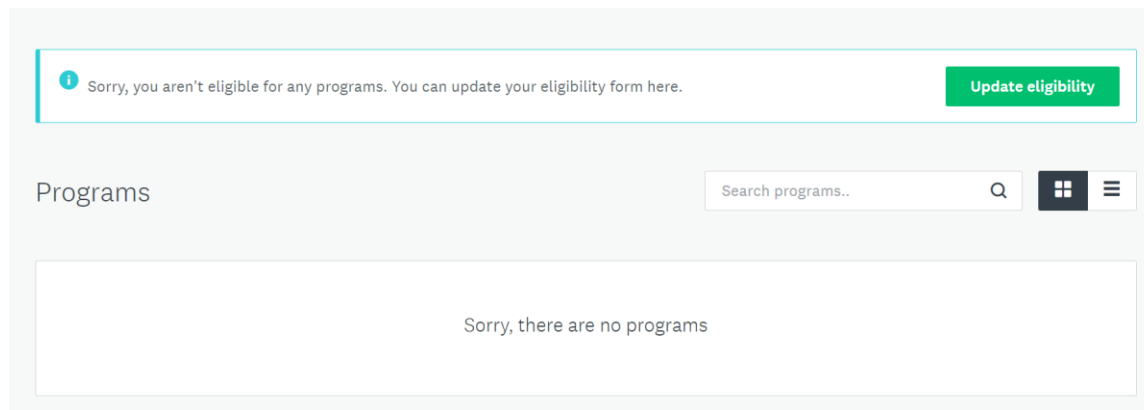 Sorry, you aren't eligible for any programs. You can update your eligibility form here.
Update eligibility
Programs
Search programs..
Sorry, there are no programs